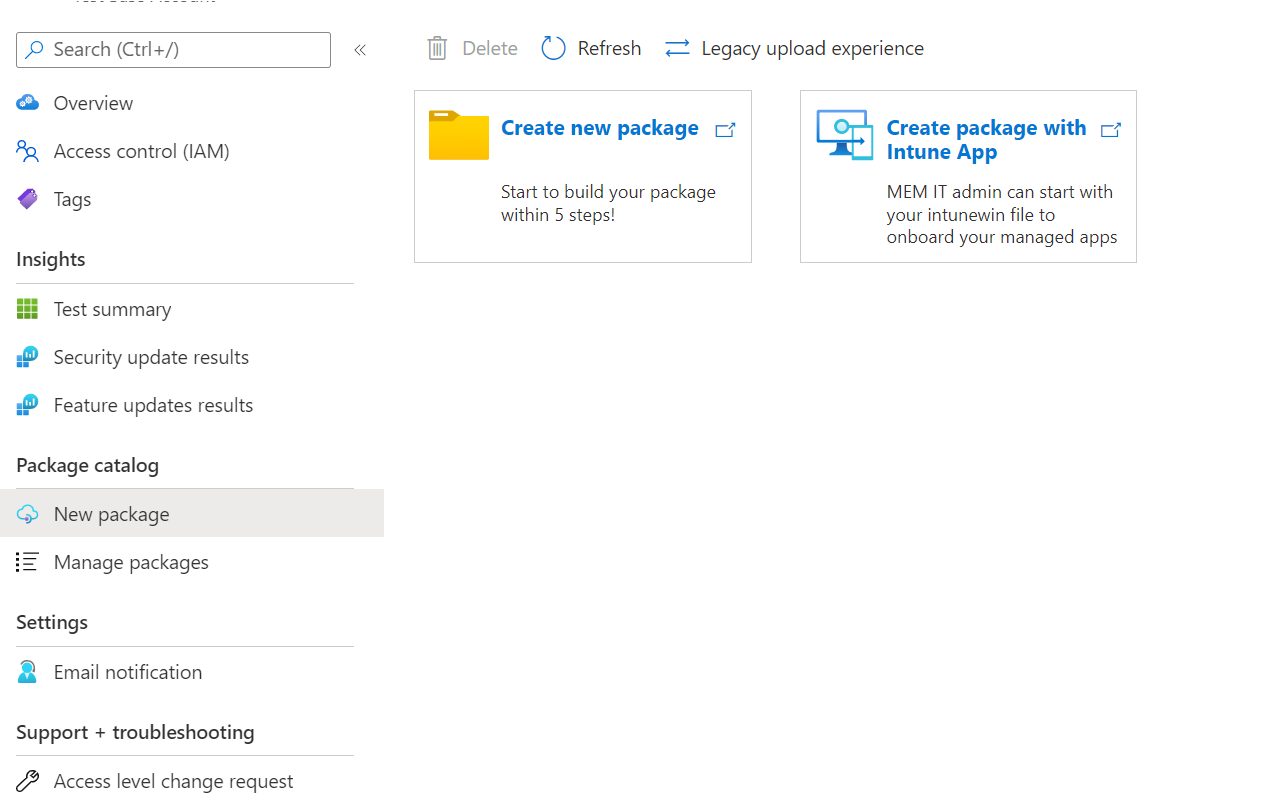 Search (Ctrl+/)
Overview
Access control (IAM)
Tags
Insights
Test summary
Security update results
Feature updates results
Package catalog
New package
Manage packages
Settings
Email notification
Support + troubleshooting
Access level change request
Delete
Refresh
Legacy upload experience
Create new package
Start to build your package
within 5 steps!
Create package with
Intune App
MEM IT admin can start with
your intunewin file to
onboard your managed apps